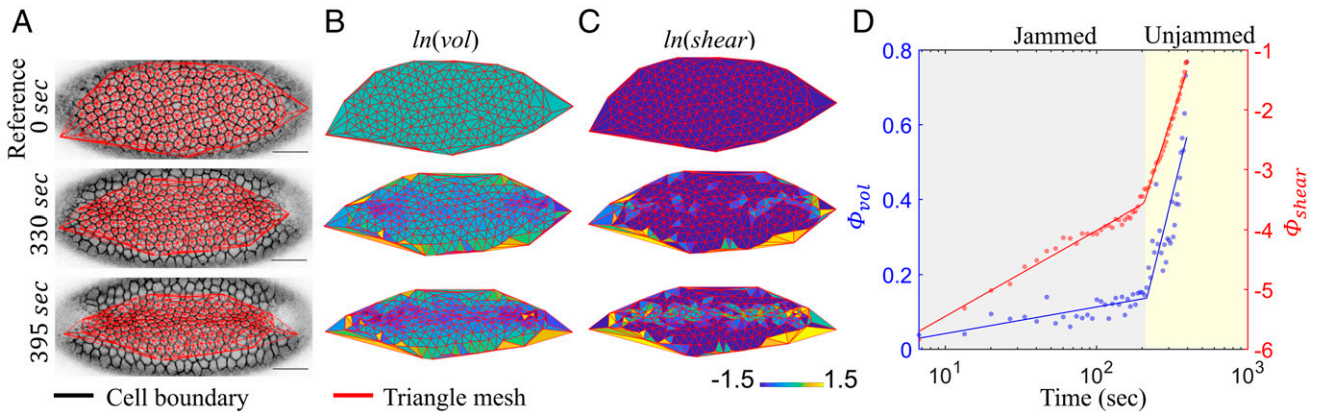 A
B
C
D
ln(vol)
ln(shear)
Jammed
Unjammed
Reference
0 sec
330 sec
395 sec
0.8
0.6
0.4
0.2
0
Φvol
-1
-2
-3
-4
-5
-6
Φshear
10¹
10²
10³
Time (sec)
-1.5
1.5
Cell boundary
Triangle mesh